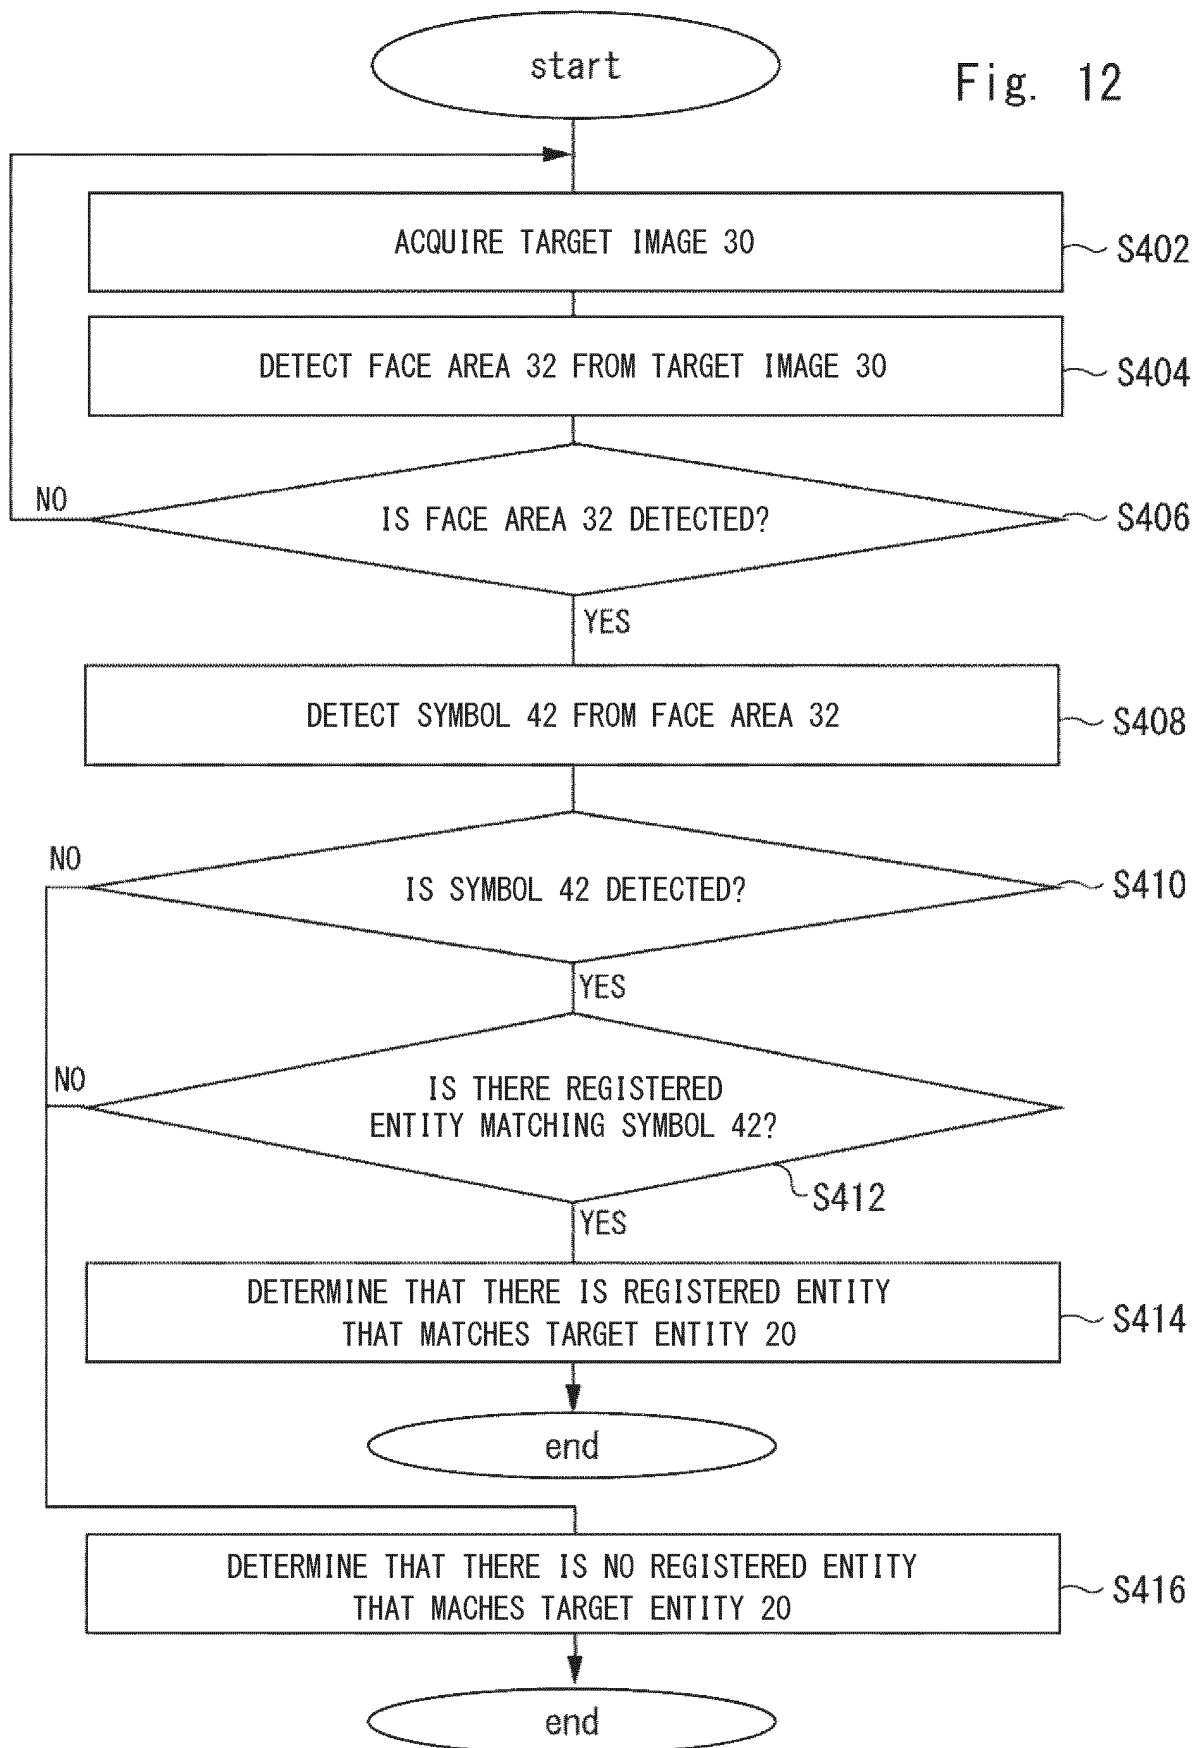 start
Fig. 12
ACQUIRE TARGET IMAGE 30
S402
DETECT FACE AREA 32 FROM TARGET IMAGE 30
S404
NO
IS FACE AREA 32 DETECTED?
S406
YES
DETECT SYMBOL 42 FROM FACE AREA 32
S408
NO
IS SYMBOL 42 DETECTED?
S410
YES
NO
IS THERE REGISTERED
ENTITY MATCHING SYMBOL 42?
S412
YES
DETERMINE THAT THERE IS REGISTERED ENTITY
THAT MATCHES TARGET ENTITY 20
S414
end
DETERMINE THAT THERE IS NO REGISTERED ENTITY
THAT MACHES TARGET ENTITY 20
S416
end